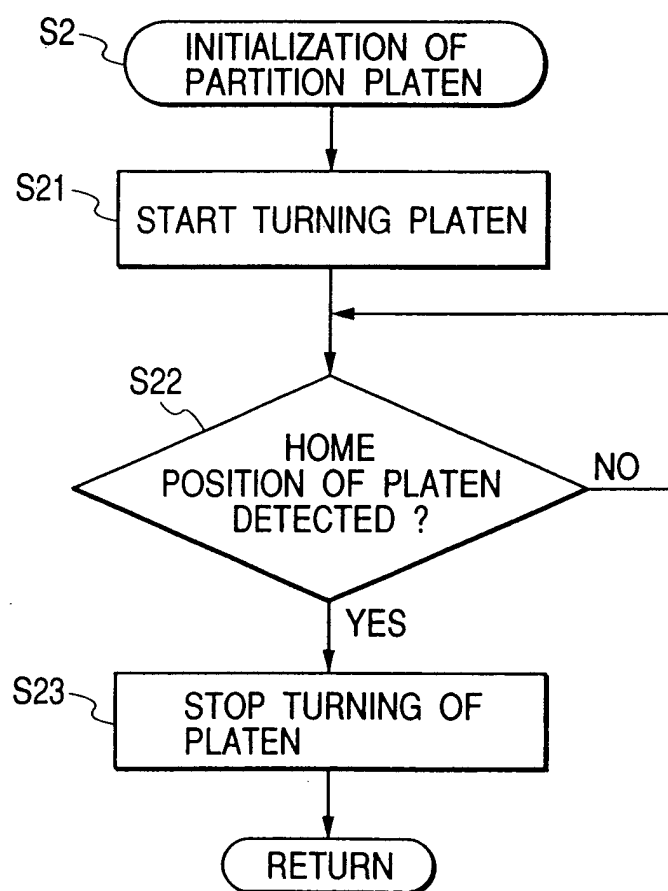 S2
INITIALIZATION OF
PARTITION PLATEN
S21
START TURNING PLATEN
S22
HOME
POSITION OF PLATEN
DETECTED ?
NO
YES
S23
STOP TURNING OF
PLATEN
RETURN